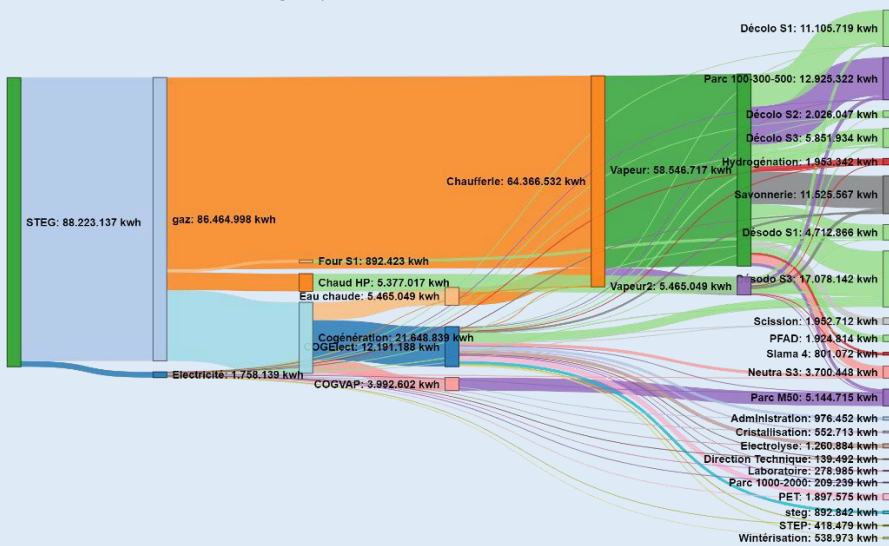 STEG: 88.223.137 kwh
gaz: 86.464.998 kwh
Electricité: 1.758.139 kwh
Four S1: 892.423 kwh
Chaud HP: 5.377.017 kwh
Cogénération: 21.648.839 kwh
COGVAP: 3.992.602 kwh
Eau chaude: 5.465.049 kwh
COGElect: 12.191.188 kwh
Chaufferie: 64.366.532 kwh
Vapeur: 58.546.717 kwh
Vapeur2: 5.465.049 kwh
Décolo S1: 11.105.719 kwh
Parc 100-300-500: 12.925.322 kwh
Décolo S2: 2.026.047 kwh
Décolo S3: 5.851.934 kwh
Hydrogénation: 1.953.342 kwh
Savonnerie: 11.525.567 kwh
Désodo S1: 4.712.866 kwh
Désodo S3: 17.078.142 kwh
Scission: 1.952.712 kwh
PFAD: 1.924.814 kwh
Slama 4: 801.072 kwh
Neutra S3: 3.700.448 kwh
Parc M50: 5.144.715 kwh
Administration: 976.452 kwh
Cristallisation: 552.713 kwh
Electrolyse: 1.260.884 kwh
Direction Technique: 139.492 kwh
Laboratoire: 278.985 kwh
Parc 1000-2000: 209.239 kwh
PET: 1.897.575 kwh
steg: 892.842 kwh
STEP: 418.479 kwh
Wintérisation: 538.973 kwh